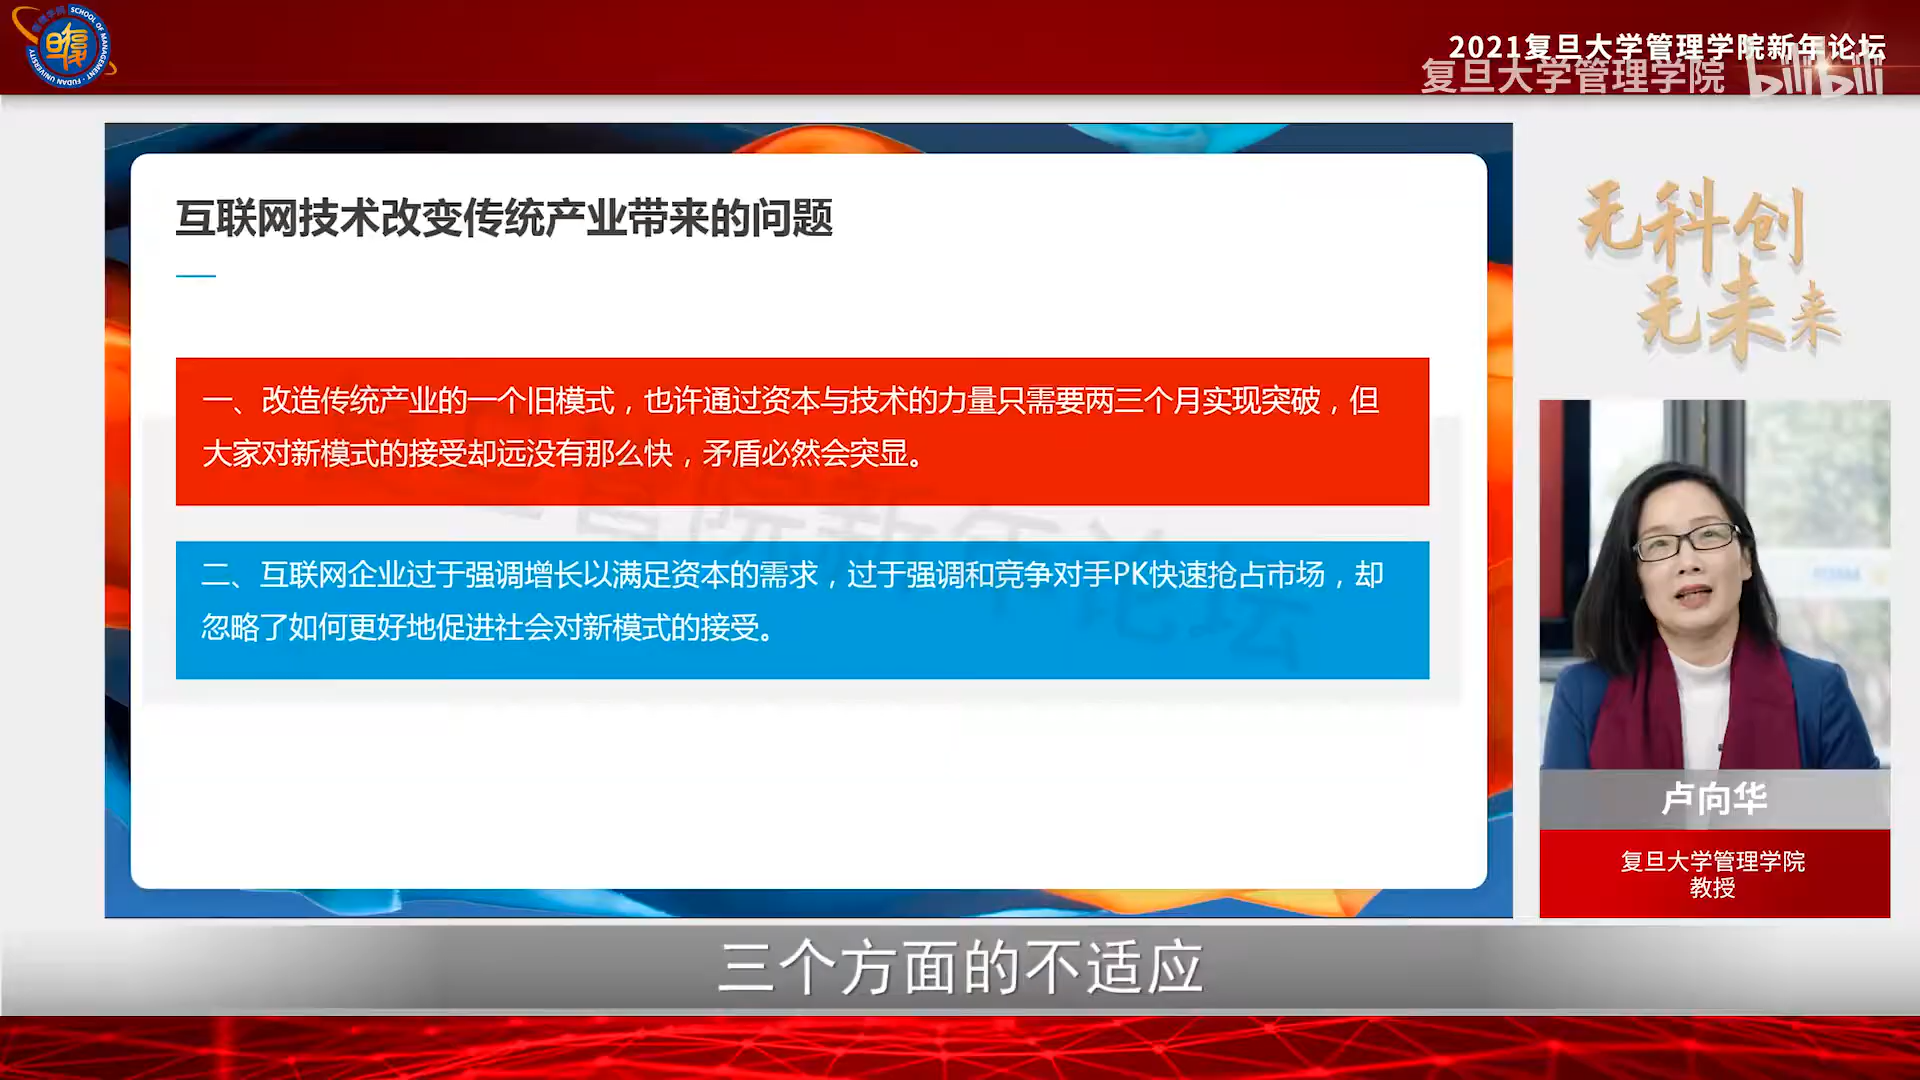 SCHOOL OF MANAGEMENT · FUDAN UNIVERSITY
2021复旦大学管理学院新年论坛
复旦大学管理学院 bilibili
互联网技术改变传统产业带来的问题
一、改造传统产业的一个旧模式，也许通过资本与技术的力量只需要两三个月实现突破，但
大家对新模式的接受却远没有那么快，矛盾必然会突显。
二、互联网企业过于强调增长以满足资本的需求，过于强调和竞争对手PK快速抢占市场，却
忽略了如何更好地促进社会对新模式的接受。
无科创
无未来
卢向华
复旦大学管理学院
教授
三个方面的不适应